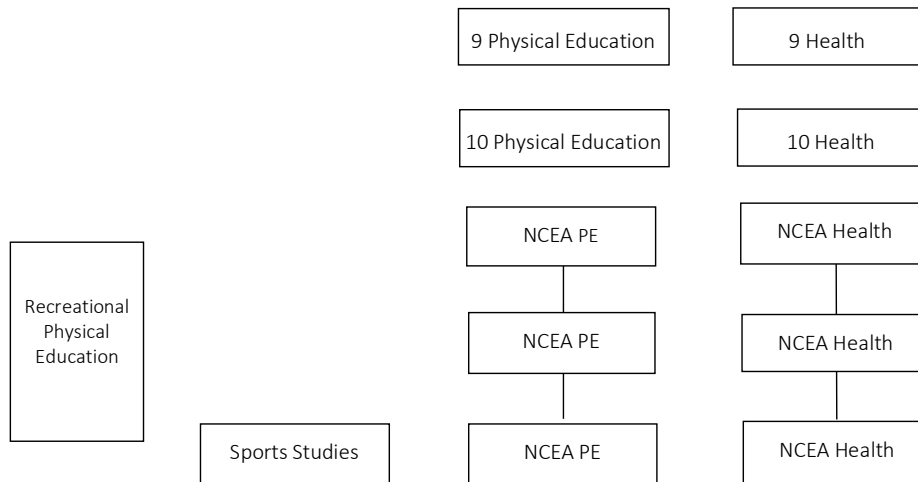 9 Physical Education
9 Health
10 Physical Education
10 Health
NCEA PE
NCEA Health
Recreational
Physical
Education
NCEA PE
NCEA Health
Sports Studies
NCEA PE
NCEA Health